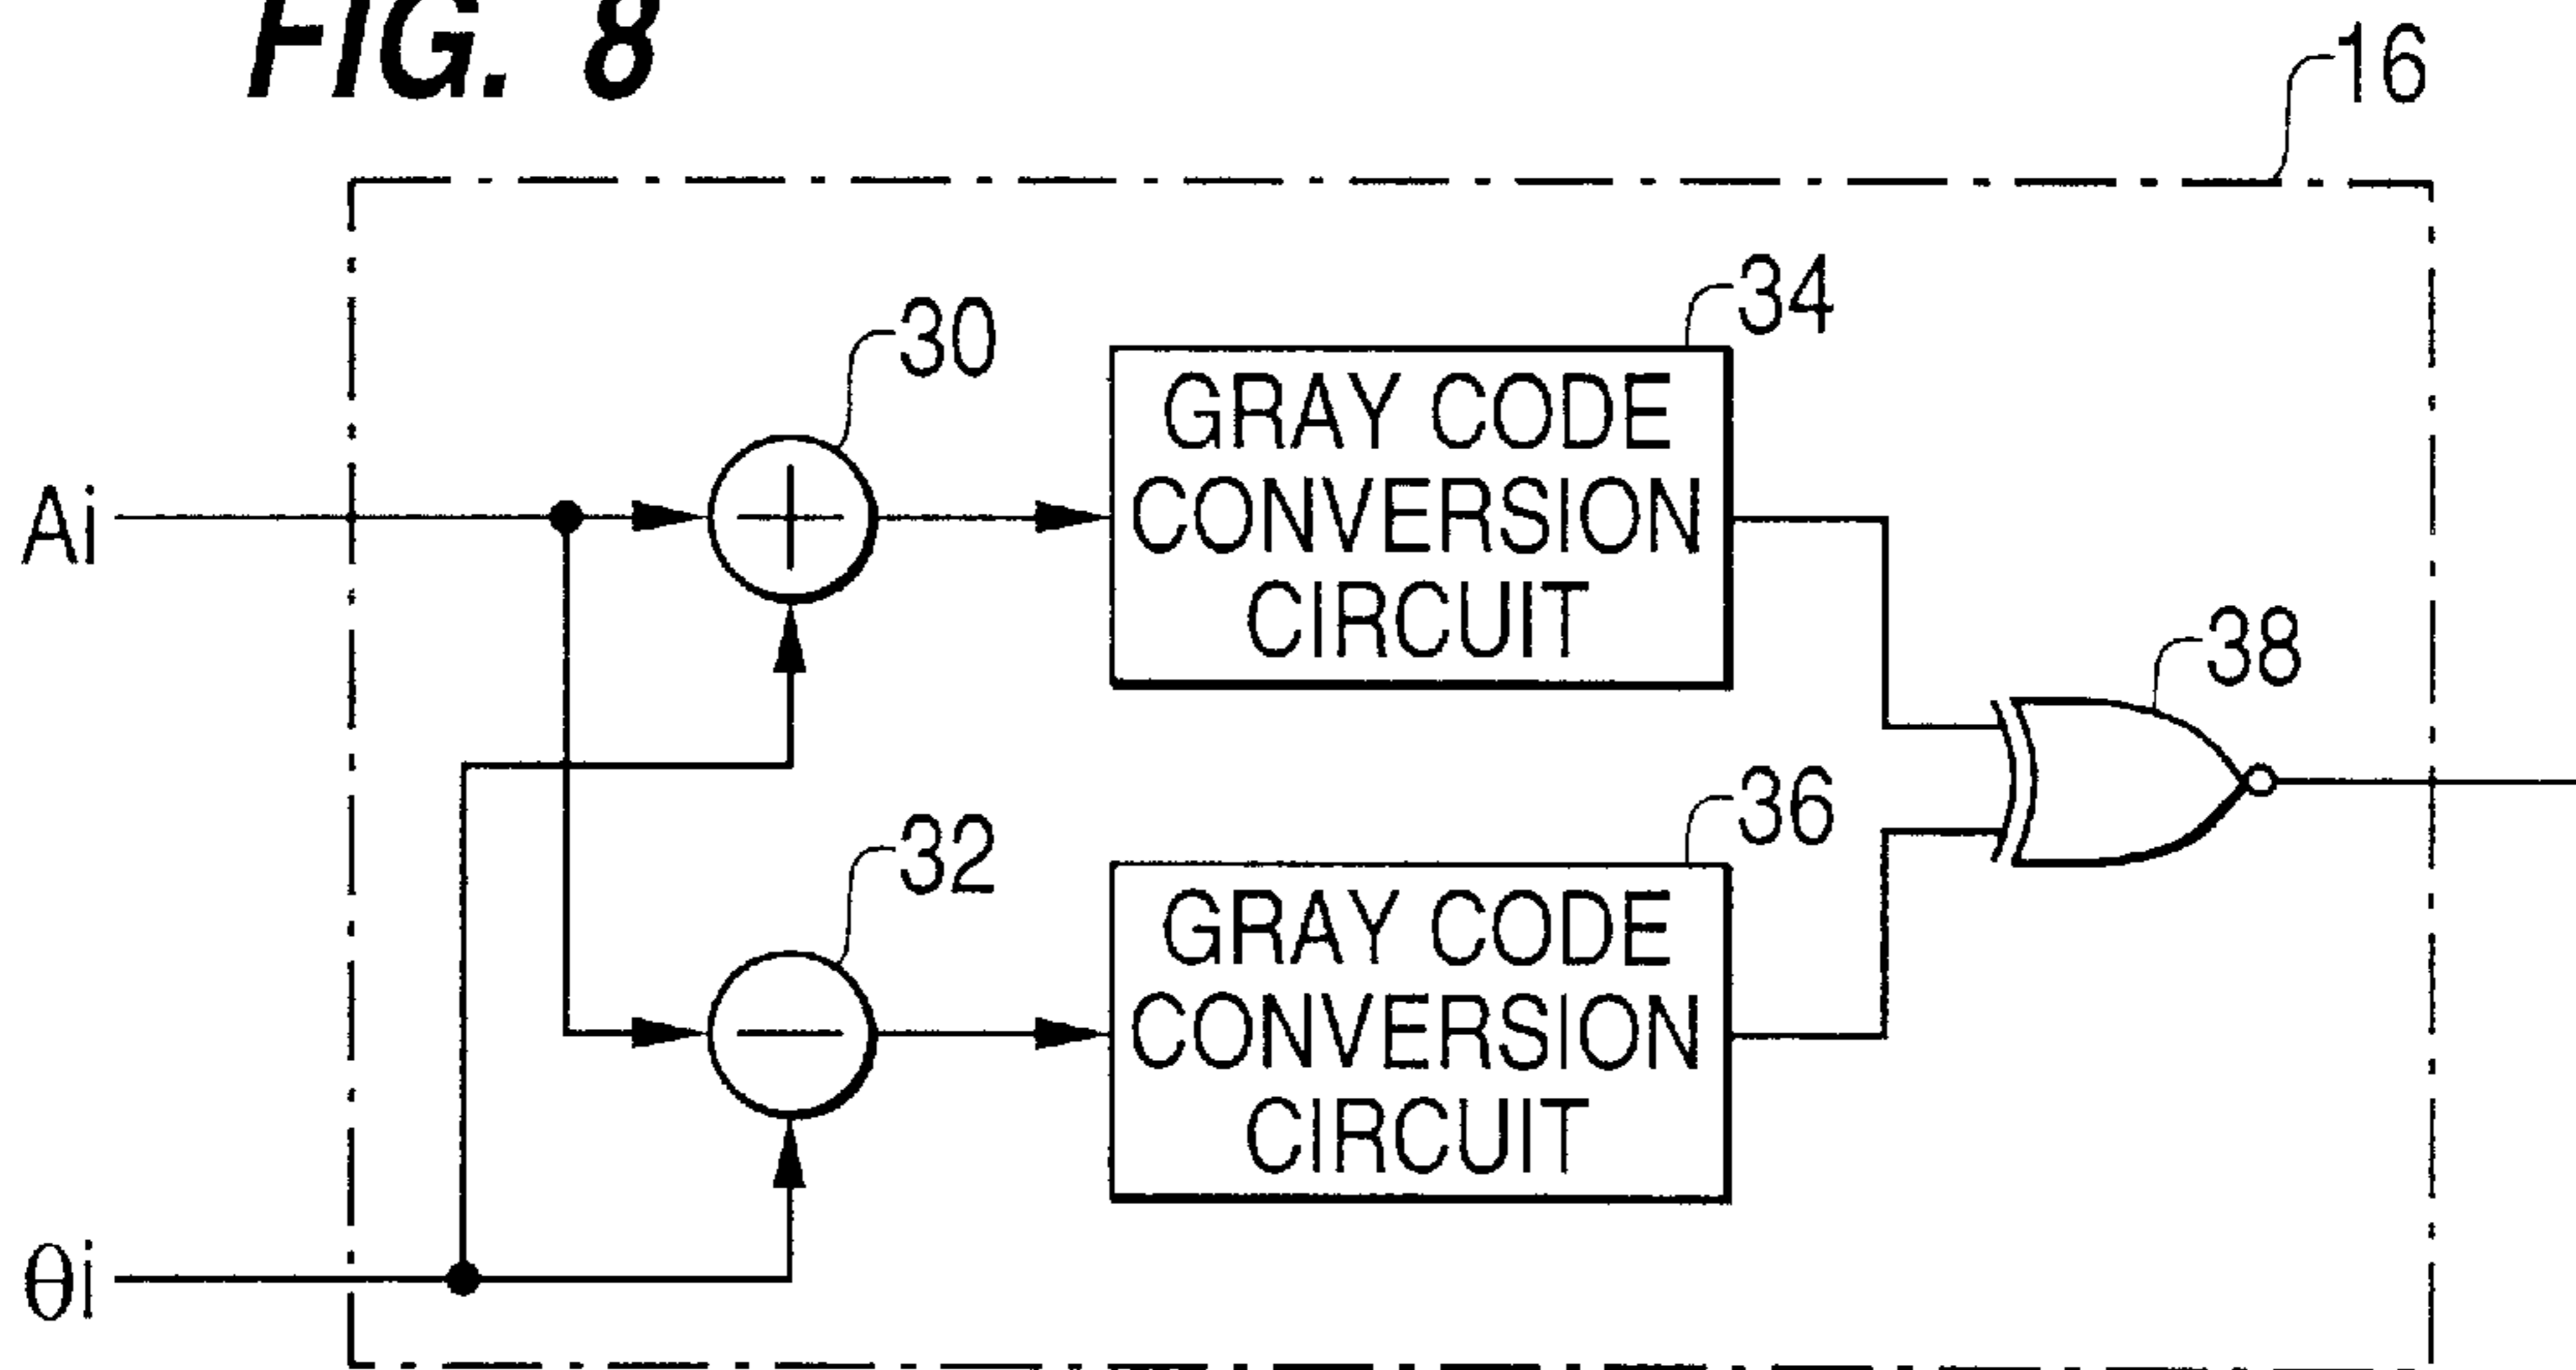 FIG. 8
16
30
34
GRAY CODE
CONVERSION
CIRCUIT
Ai
38
32
36
GRAY CODE
CONVERSION
CIRCUIT
θi